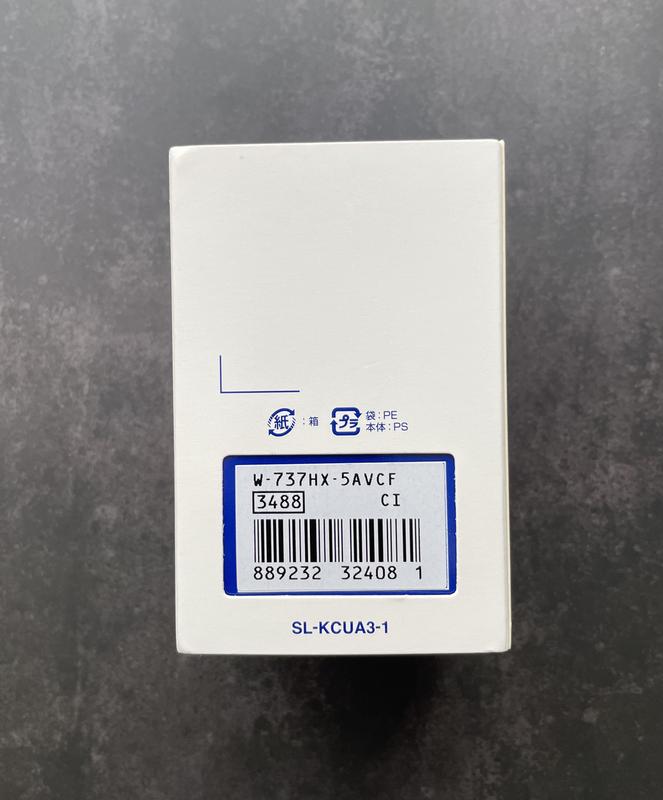 紙 : 箱
プラ 袋:PE
本体:PS
W-737HX-5AVCF
3488 CI
889232 32408 1
SL-KCUA3-1